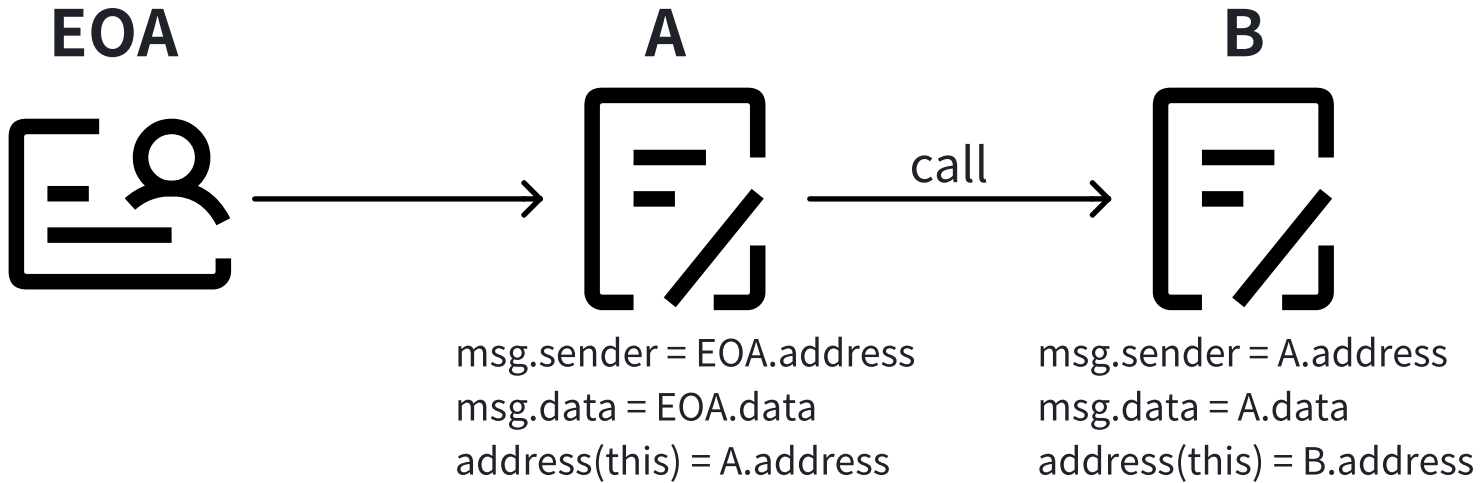 EOA
A
B
call
msg.sender = EOA.address
msg.data = EOA.data
address(this) = A.address
msg.sender = A.address
msg.data = A.data
address(this) = B.address